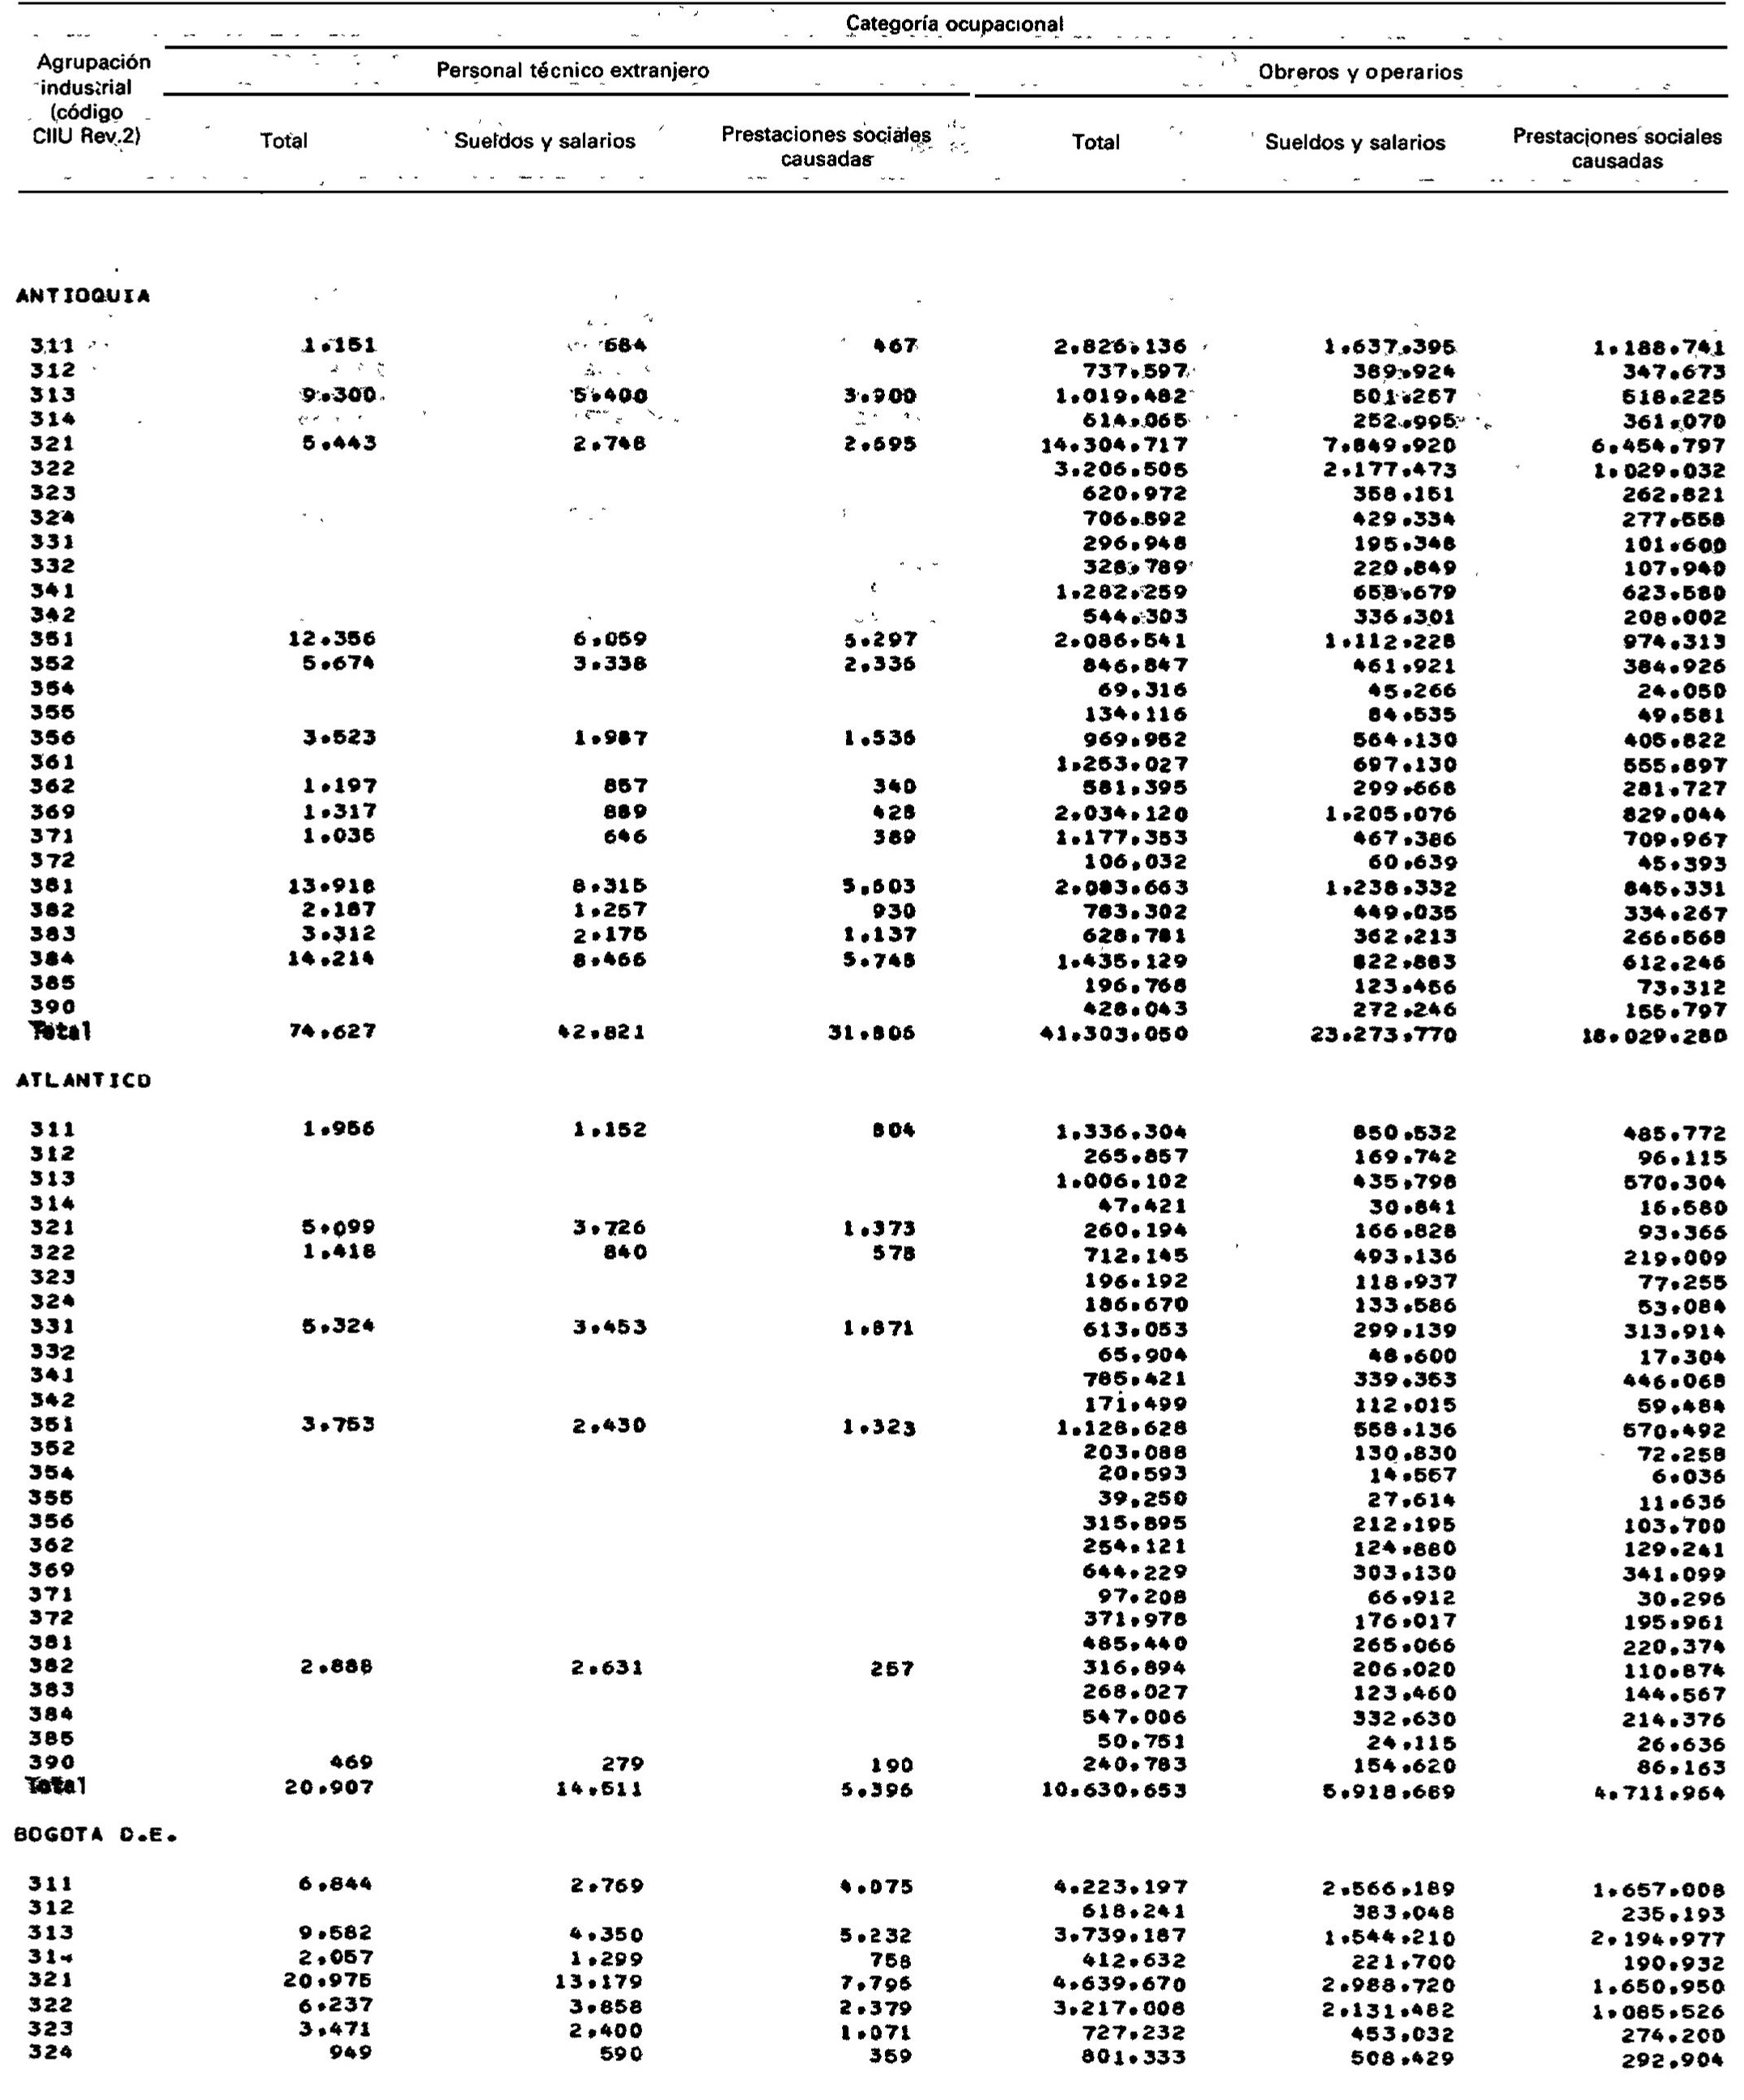 Categoría ocupacional
Agrupación industrial (código CIIU Rev.2) Personal técnico extranjero Obreros y operarios
Total Sueldos y salarios Prestaciones sociales causadas Total Sueldos y salarios Prestaciones sociales causadas
ANTIOQUIA
311 1.151 684 467 2.826.136 1.637.395 1.188.741
312 737.597 389.924 347.673
313 9.300 5.400 3.900 1.019.482 501.257 518.225
314 614.065 252.995 361.070
321 5.443 2.748 2.695 14.304.717 7.849.920 6.454.797
322 3.206.505 2.177.473 1.029.032
323 620.972 358.151 262.821
324 706.892 429.334 277.558
331 296.948 195.348 101.600
332 328.789 220.849 107.940
341 1.282.259 658.679 623.580
342 544.303 336.301 208.002
351 12.356 6.059 6.297 2.086.541 1.112.228 974.313
352 5.674 3.338 2.336 846.847 461.921 384.926
354 69.316 45.266 24.050
355 134.116 84.535 49.581
356 3.523 1.987 1.536 969.952 564.130 405.822
361 1.253.027 697.130 555.897
362 1.197 857 340 581.395 299.668 281.727
369 1.317 889 428 2.034.120 1.205.076 829.044
371 1.035 646 389 1.177.353 467.386 709.967
372 106.032 60.639 45.393
381 13.918 8.315 5.603 2.083.663 1.238.332 845.331
382 2.187 1.257 930 783.302 449.035 334.267
383 3.312 2.175 1.137 628.781 362.213 266.568
384 14.214 8.466 5.748 1.435.129 822.883 612.246
385 196.768 123.456 73.312
390 428.043 272.246 155.797
Total 74.627 42.821 31.806 41.303.050 23.273.770 18.029.280
ATLANTICO
311 1.956 1.152 804 1.336.304 850.532 485.772
312 265.857 169.742 96.115
313 1.006.102 435.798 570.304
314 47.421 30.841 16.580
321 5.099 3.726 1.373 260.194 166.828 93.366
322 1.418 840 578 712.145 493.136 219.009
323 196.192 118.937 77.255
324 186.670 133.586 53.084
331 5.324 3.453 1.871 613.053 299.139 313.914
332 65.904 48.600 17.304
341 785.421 339.353 446.068
342 171.499 112.015 59.484
351 3.753 2.430 1.323 1.128.628 558.136 570.492
352 203.088 130.830 72.258
354 20.593 14.557 6.036
355 39.250 27.614 11.636
356 315.895 212.195 103.700
362 254.121 124.880 129.241
369 644.229 303.130 341.099
371 97.208 66.912 30.296
372 371.978 176.017 195.961
381 485.440 265.066 220.374
382 2.888 2.631 257 316.894 206.020 110.874
383 268.027 123.460 144.567
384 547.006 332.630 214.376
385 50.751 24.115 26.636
390 469 279 190 240.783 154.620 86.163
Total 20.907 14.511 6.396 10.630.653 5.918.689 4.711.964
BOGOTA D.E.
311 6.844 2.769 4.075 4.223.197 2.566.189 1.657.008
312 618.241 383.048 235.193
313 9.582 4.350 5.232 3.739.187 1.544.210 2.194.977
314 2.057 1.299 758 412.632 221.700 190.932
321 20.975 13.179 7.796 4.639.670 2.988.720 1.650.950
322 6.237 3.858 2.379 3.217.008 2.131.482 1.085.526
323 3.471 2.400 1.071 727.232 453.032 274.200
324 949 590 359 801.333 508.429 292.904